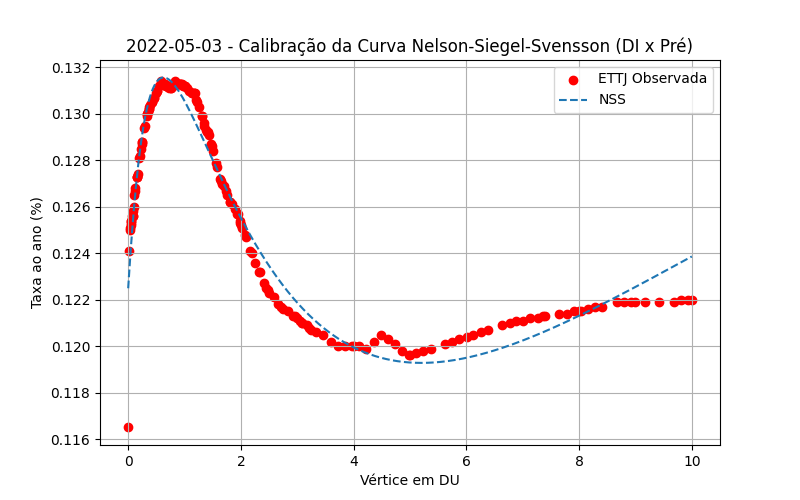 2022-05-03 - Calibração da Curva Nelson-Siegel-Svensson (DI x Pré)
0.132
0.130
0.128
0.126
0.124
0.122
0.120
0.118
0.116
Taxa ao ano (%)
ETTJ Observada
NSS
0 2 4 6 8 10
Vértice em DU